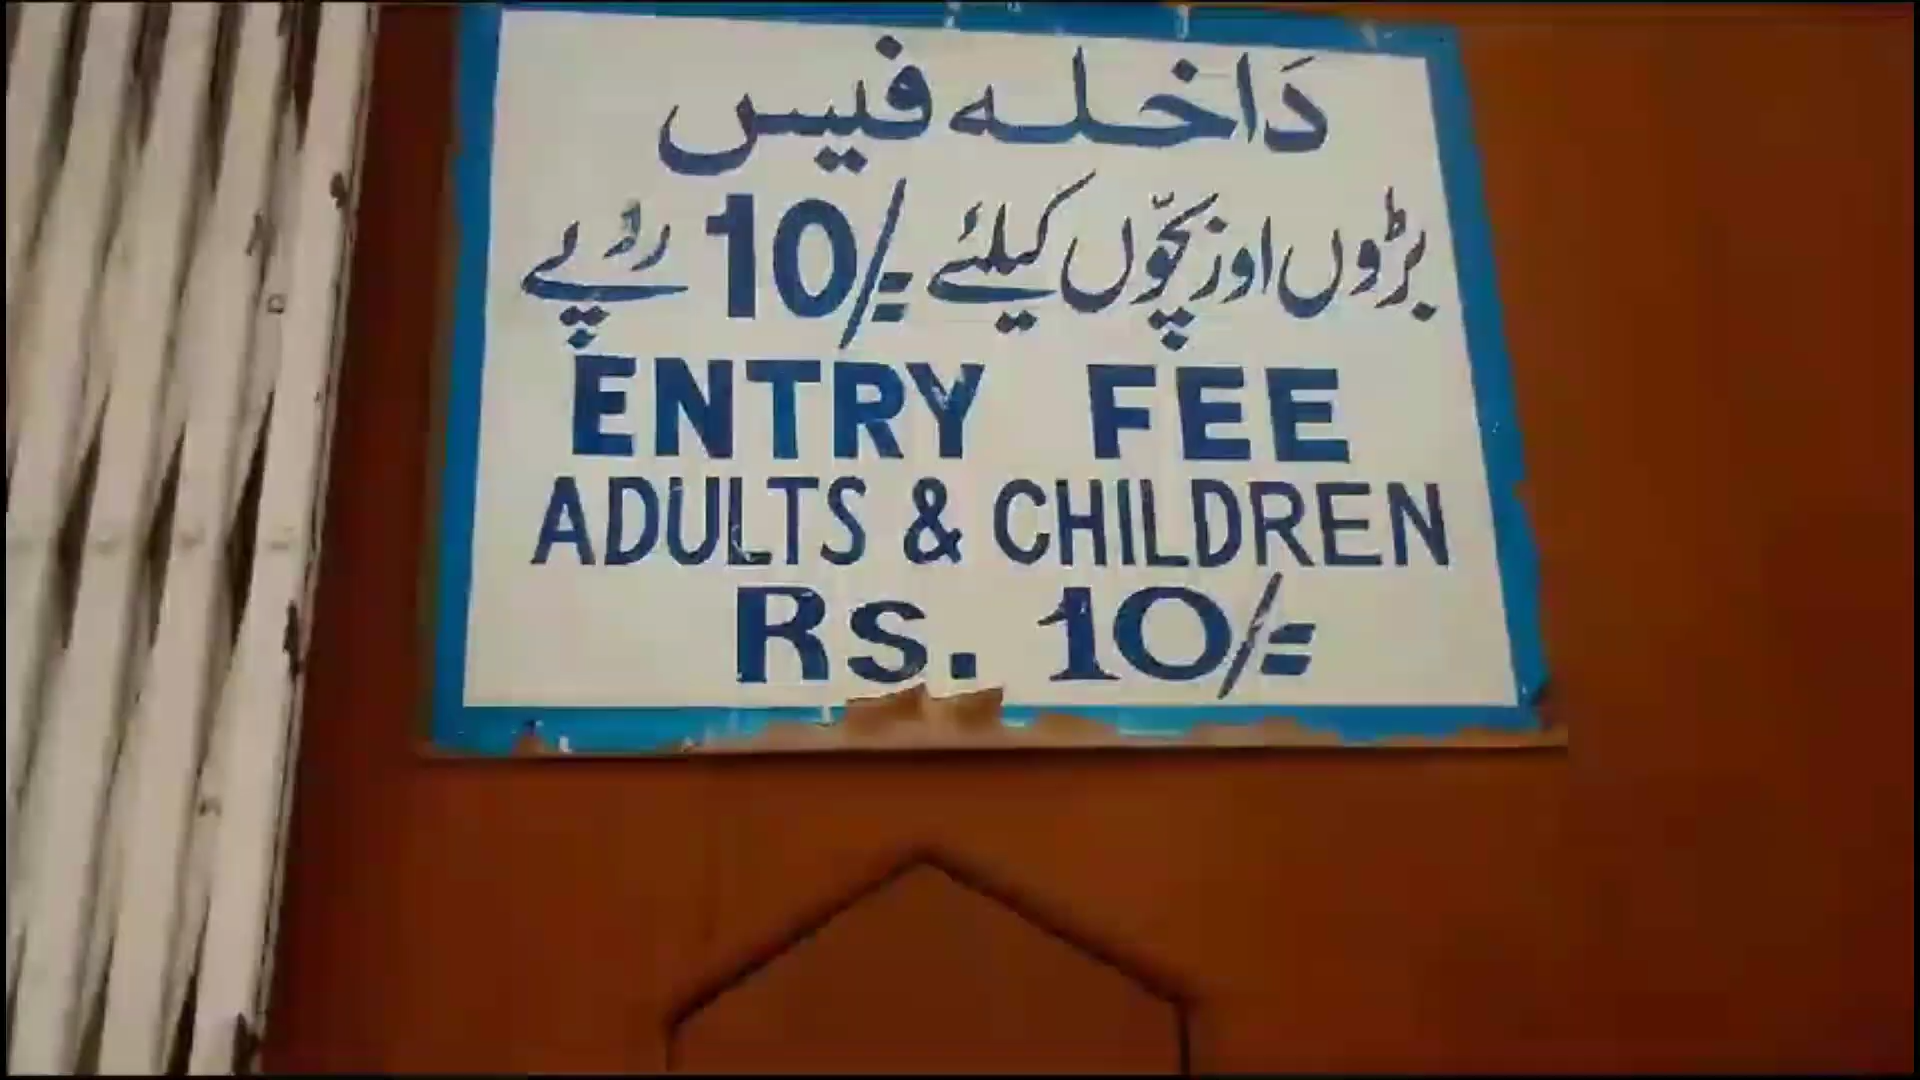 داخلہ فیس
بڑوں اور بچّوں کیلئے 10/= روپے
ENTRY FEE
ADULTS & CHILDREN
Rs. 10/=